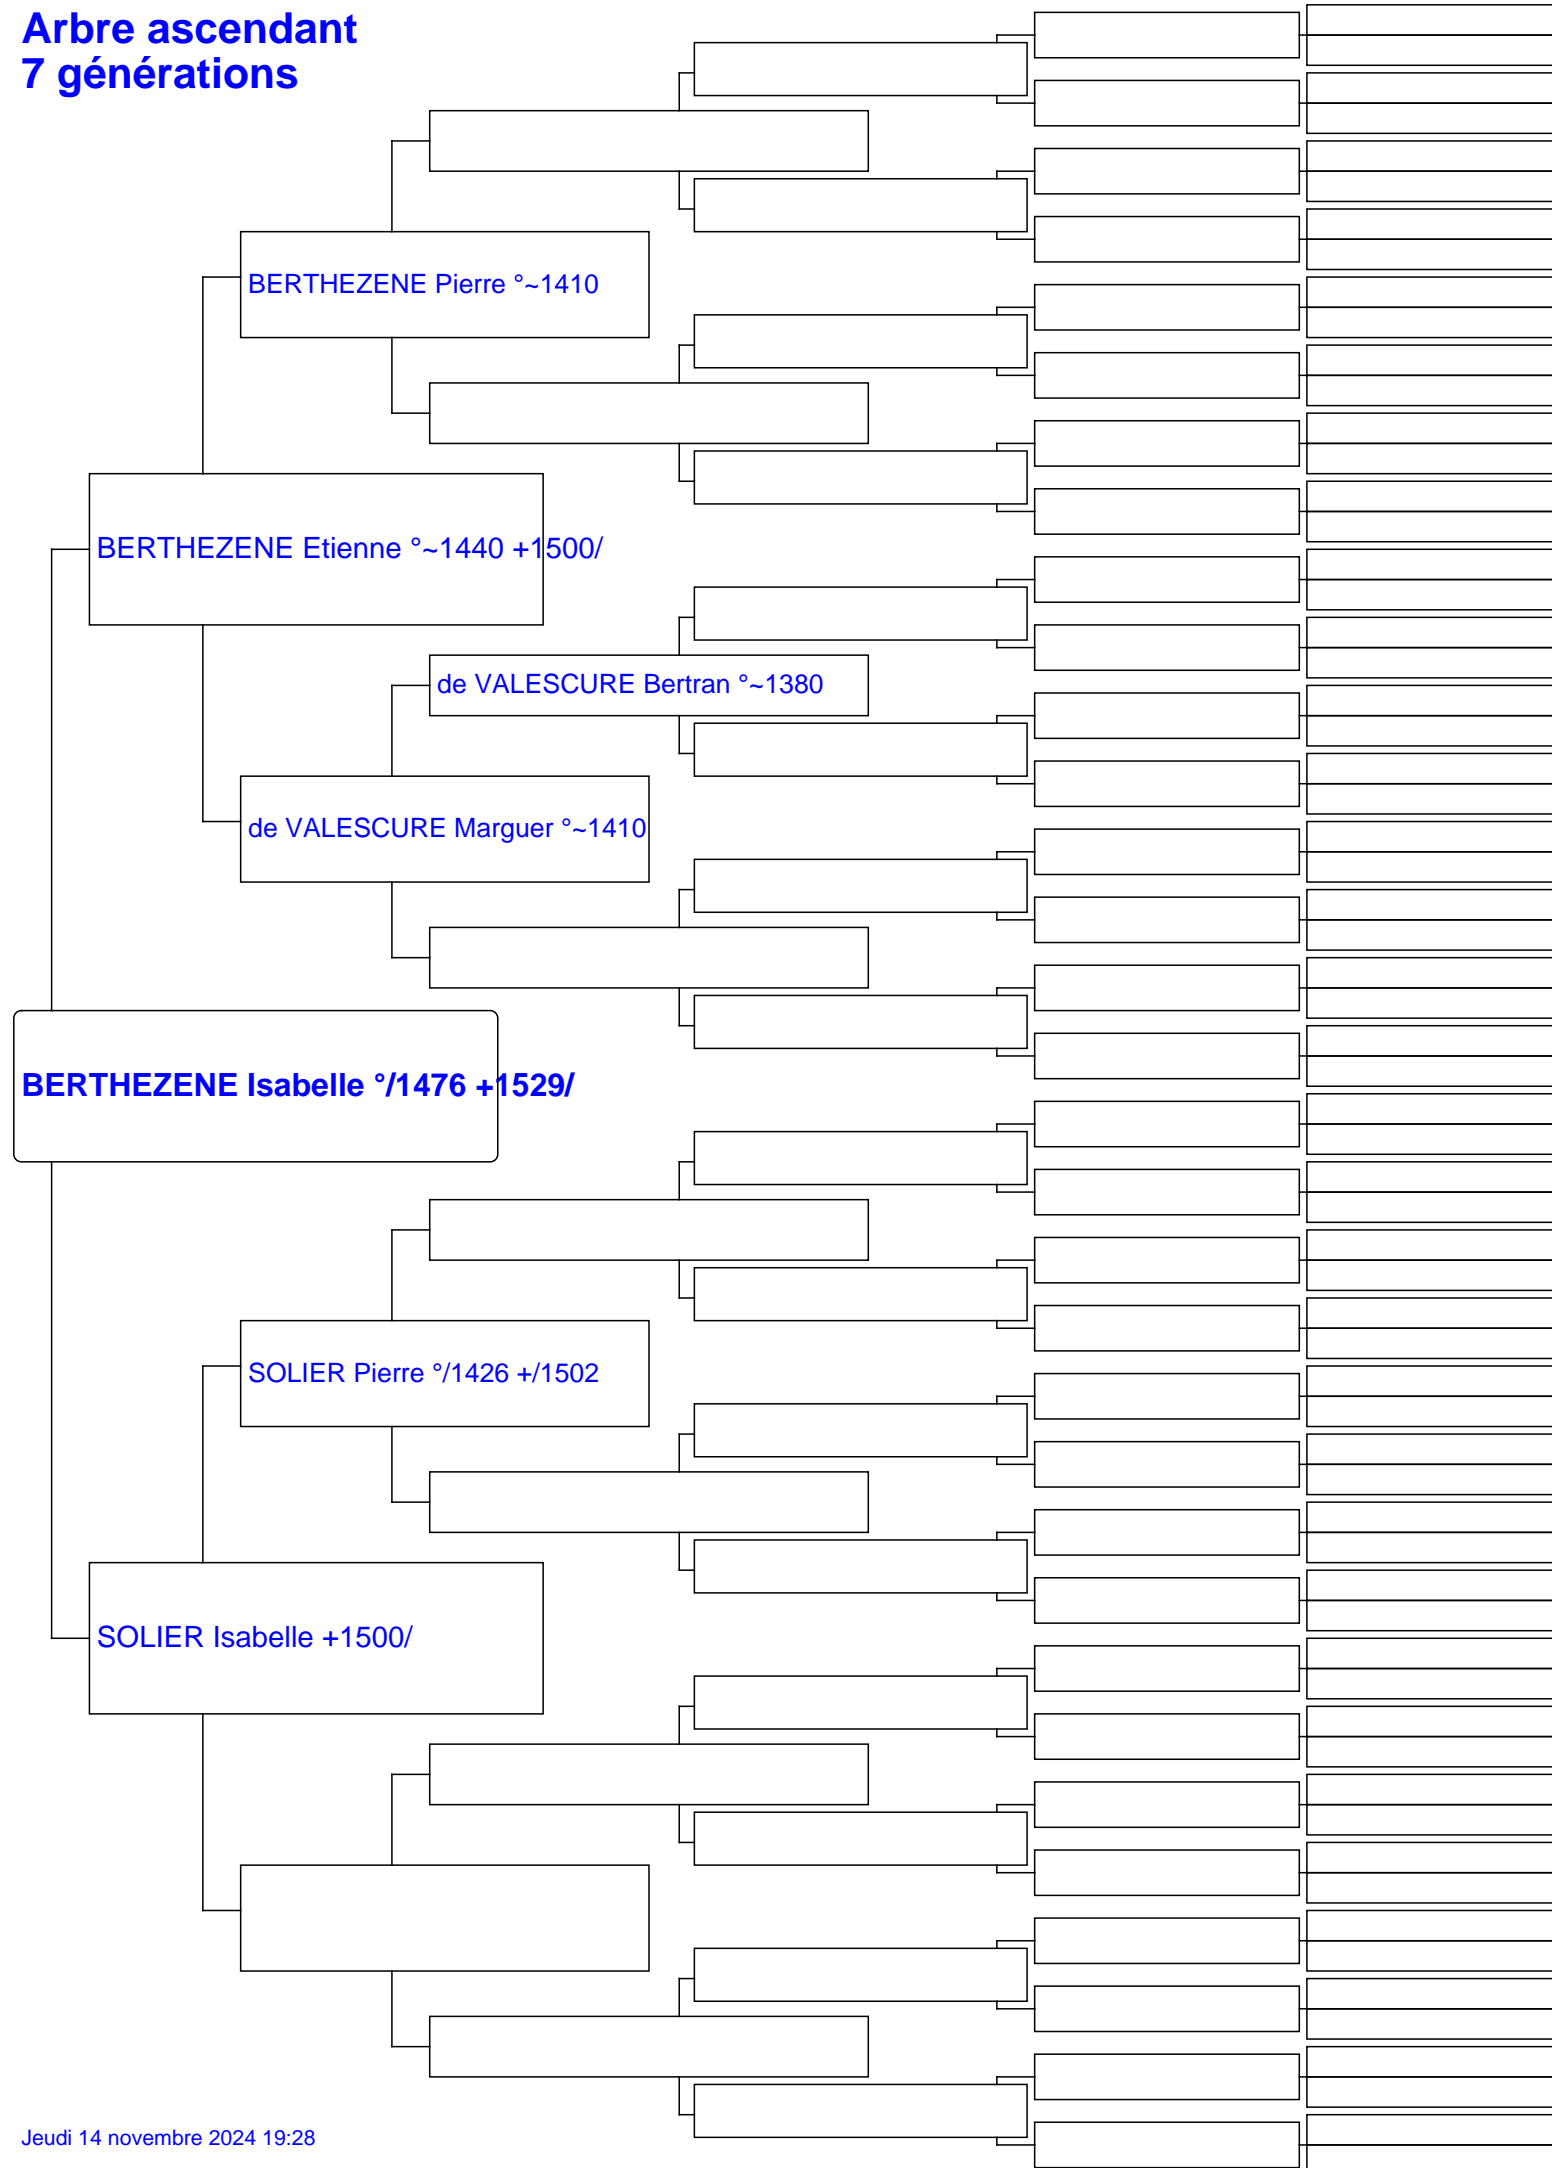 Arbre ascendant
7 générations
BERTHEZENE Pierre °~1410
BERTHEZENE Etienne °~1440 +1500/
de VALESCURE Bertran °~1380
de VALESCURE Marguer °~1410
BERTHEZENE Isabelle °/1476 +1529/
SOLIER Pierre °/1426 +/1502
SOLIER Isabelle +1500/
Jeudi 14 novembre 2024 19:28